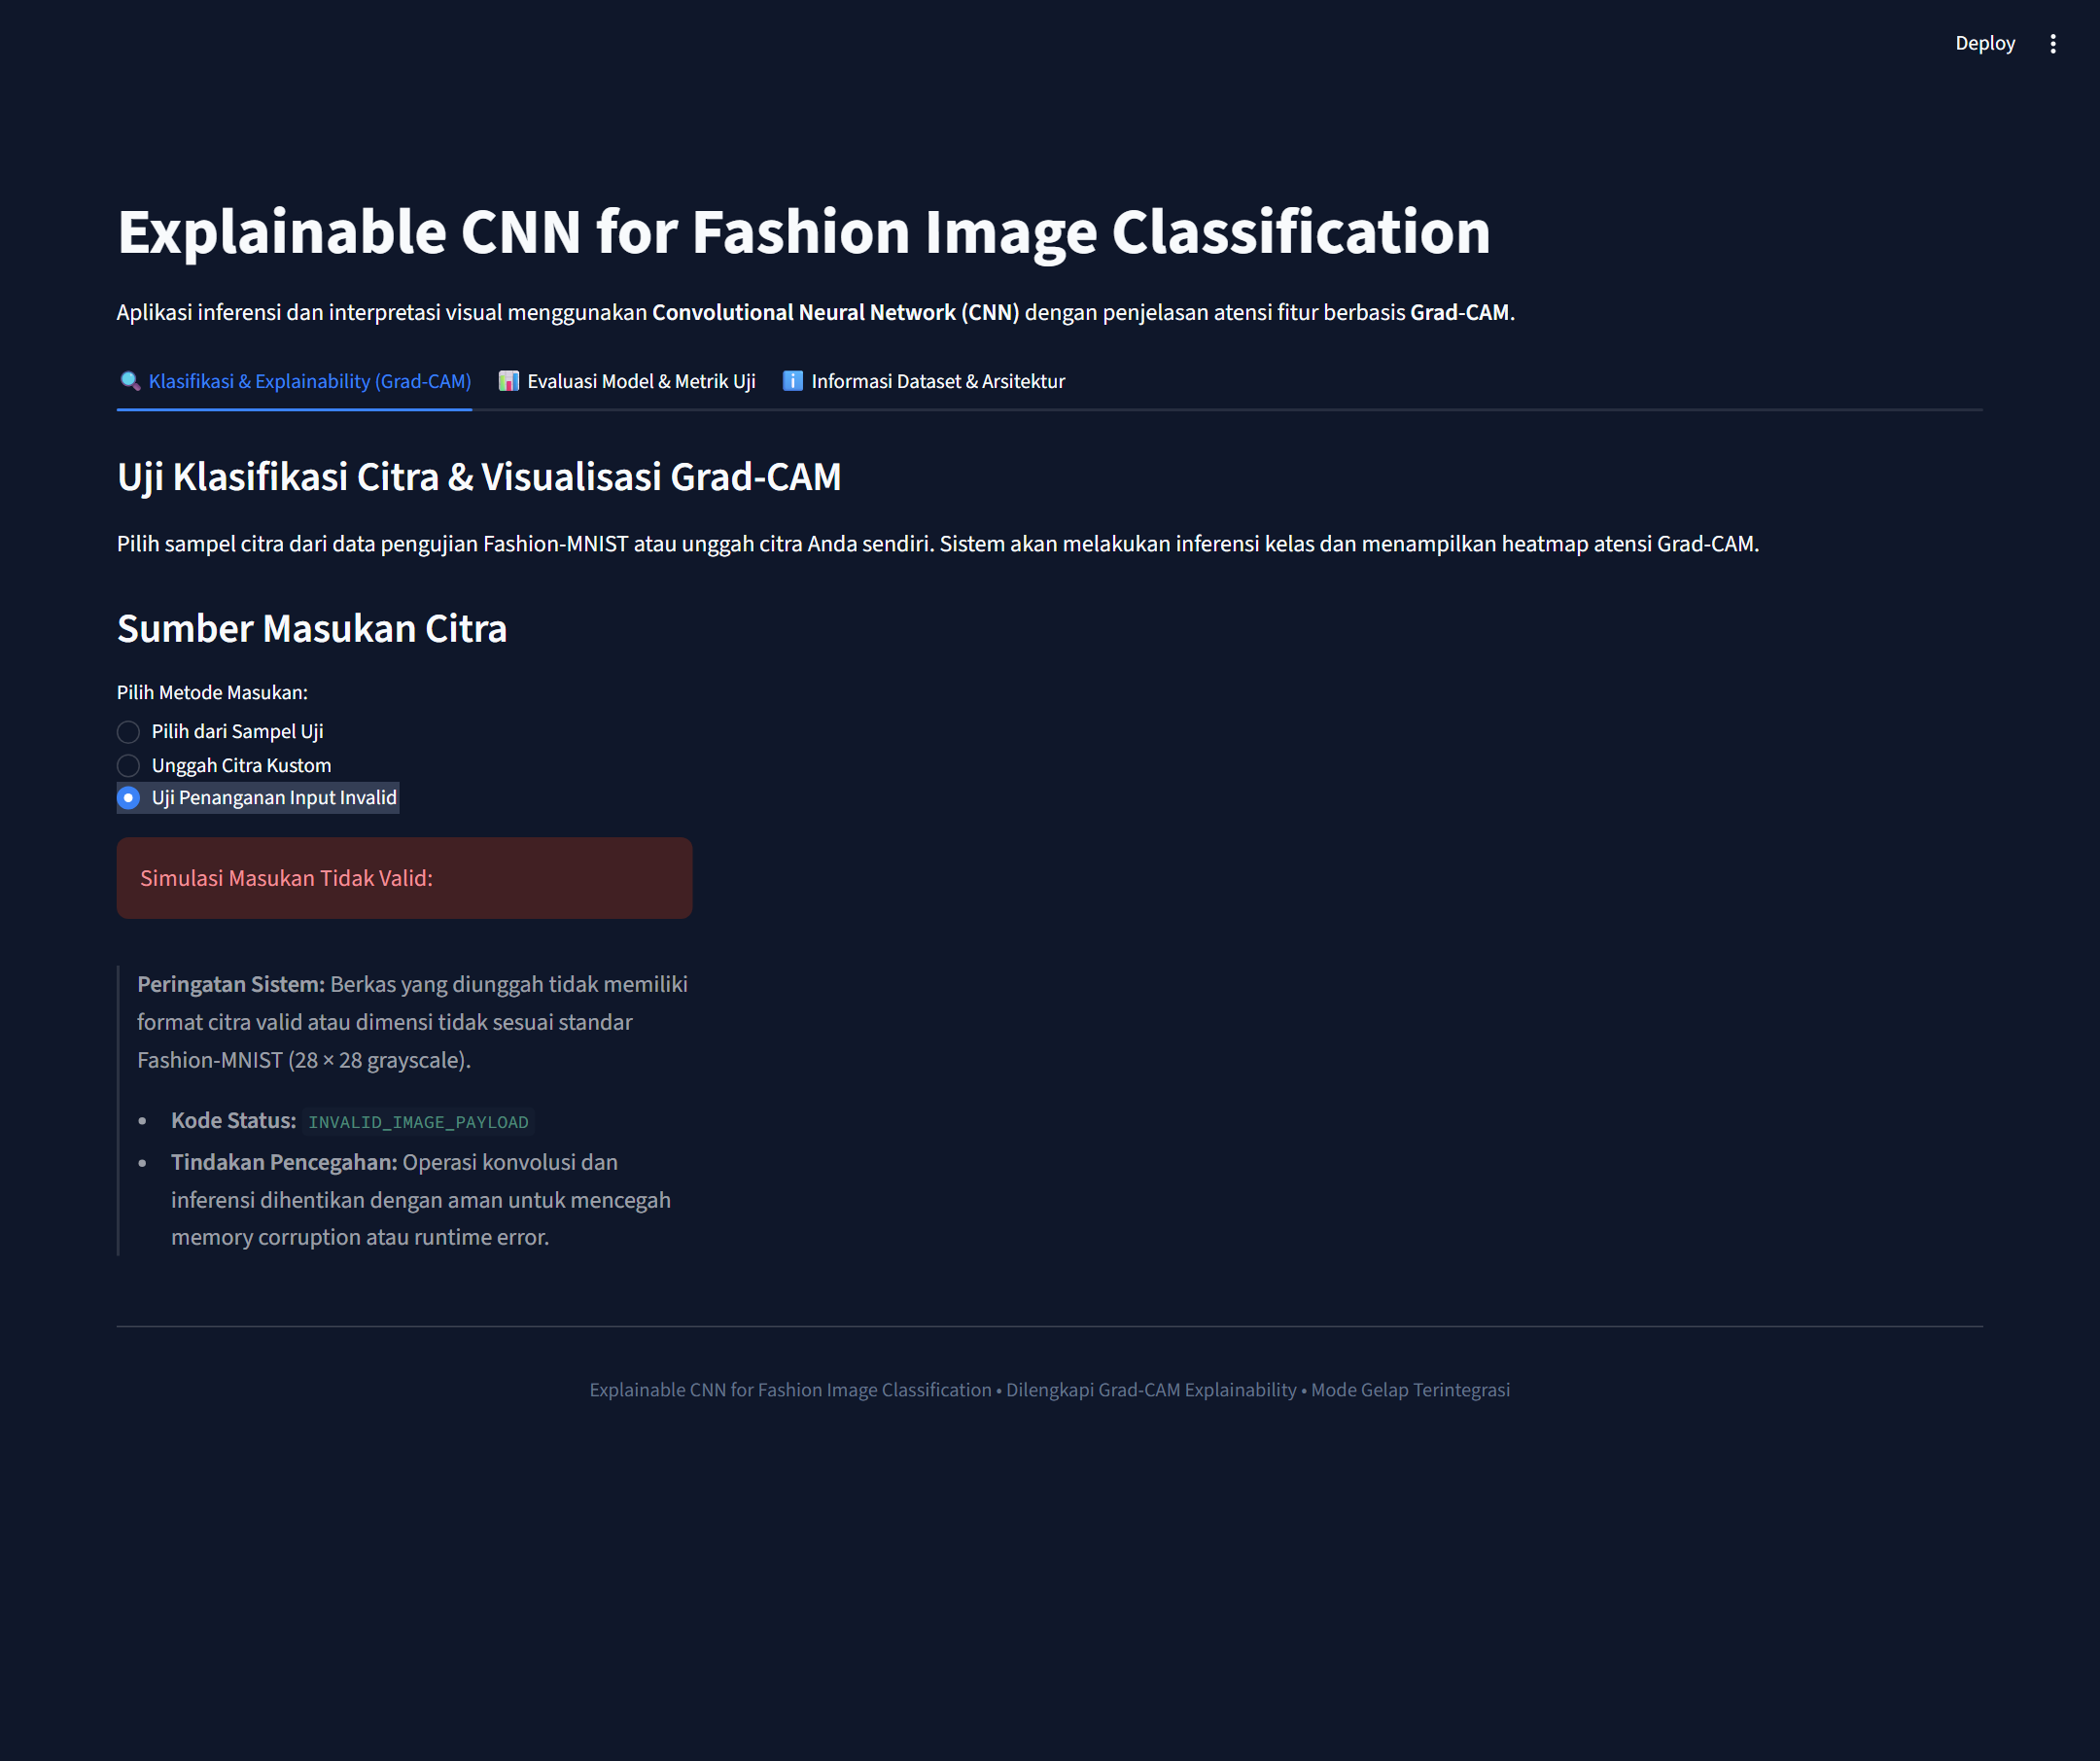 Deploy
Explainable CNN for Fashion Image Classification
Aplikasi inferensi dan interpretasi visual menggunakan Convolutional Neural Network (CNN) dengan penjelasan atensi fitur berbasis Grad-CAM.
Klasifikasi & Explainability (Grad-CAM)
Evaluasi Model & Metrik Uji
Informasi Dataset & Arsitektur
Uji Klasifikasi Citra & Visualisasi Grad-CAM
Pilih sampel citra dari data pengujian Fashion-MNIST atau unggah citra Anda sendiri. Sistem akan melakukan inferensi kelas dan menampilkan heatmap atensi Grad-CAM.
Sumber Masukan Citra
Pilih Metode Masukan:
Pilih dari Sampel Uji
Unggah Citra Kustom
Uji Penanganan Input Invalid
Simulasi Masukan Tidak Valid:
Peringatan Sistem: Berkas yang diunggah tidak memiliki
format citra valid atau dimensi tidak sesuai standar
Fashion-MNIST (28 × 28 grayscale).
• Kode Status: INVALID_IMAGE_PAYLOAD
• Tindakan Pencegahan: Operasi konvolusi dan
inferensi dihentikan dengan aman untuk mencegah
memory corruption atau runtime error.
Explainable CNN for Fashion Image Classification • Dilengkapi Grad-CAM Explainability • Mode Gelap Terintegrasi